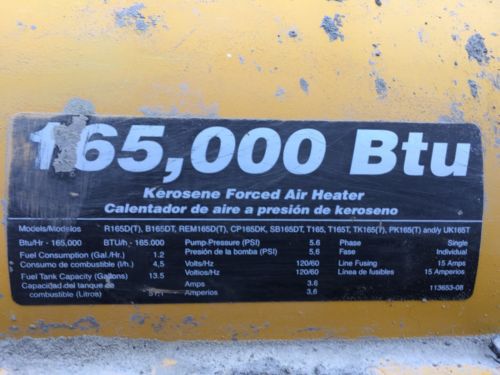 165,000 Btu
Kerosene Forced Air Heater
Calentador de aire a presión de keroseno
Models/Modelos R165D(T), B165DT, REM165D(T), CP165DK, SB165DT, T165, T165T, TK165(T), PK165(T) and/y UK165T
Btu/Hr - 165,000 BTU/h - 165.000 Pump-Pressure (PSI) 5.6 Phase Single
Fuel Consumption (Gal./Hr.) 1.2 Presión de la bomba (PSI) 5.6 Fase Individual
Consumo de combustible (l/h.) 4,5 Volts/Hz 120/60 Line Fusing 15 Amps
Fuel Tank Capacity (Gallons) 13.5 Voltios/Hz 120/60 Línea de fusibles 15 Amperios
Capacidad del tanque de Amps 3.6
combustible (Litros) Amperios 3.6 113653-08